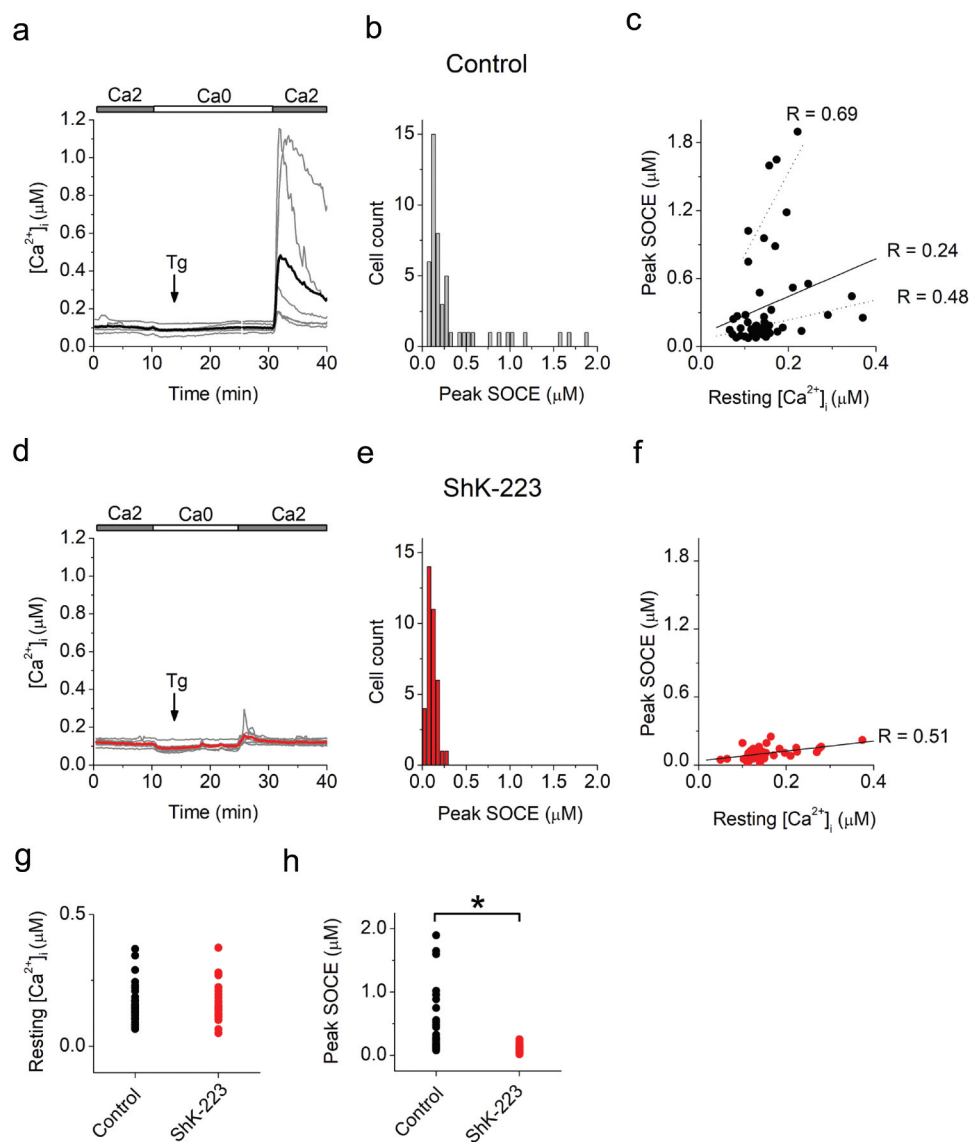 a
Ca2 Ca0 Ca2
1.2
1.0
0.8
0.6
0.4
0.2
0.0
[Ca²⁺]ᵢ (μM)
Tg
0 10 20 30 40
Time (min)
b
Control
15
10
5
0
Cell count
0.0 0.5 1.0 1.5 2.0
Peak SOCE (μM)
c
R = 0.69
R = 0.24
R = 0.48
1.8
1.2
0.6
0.0
Peak SOCE (μM)
0.0 0.2 0.4
Resting [Ca²⁺]ᵢ (μM)
d
Ca2 Ca0 Ca2
1.2
1.0
0.8
0.6
0.4
0.2
0.0
[Ca²⁺]ᵢ (μM)
Tg
0 10 20 30 40
Time (min)
e
ShK-223
15
10
5
0
Cell count
0.0 0.5 1.0 1.5 2.0
Peak SOCE (μM)
f
1.8
1.2
0.6
0.0
Peak SOCE (μM)
R = 0.51
0.0 0.2 0.4
Resting [Ca²⁺]ᵢ (μM)
g
0.5
0.0
Resting [Ca²⁺]ᵢ (μM)
Control
ShK-223
h
*
2.0
1.0
0.0
Peak SOCE (μM)
Control
ShK-223